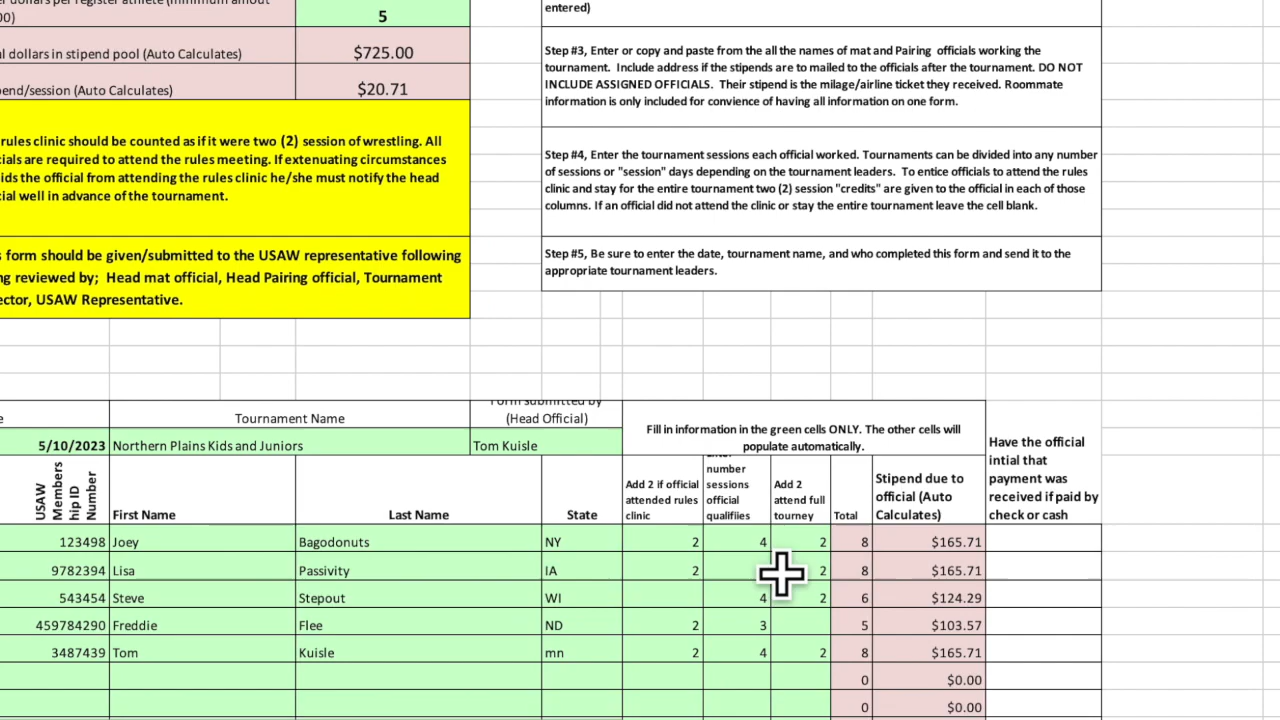 er dollars per register athlete (minimum amout
00)
5
entered)
al dollars in stipend pool (Auto Calculates)
$725.00
Step #3, Enter or copy and paste from the all the names of mat and Pairing officials working the
tournament. Include address if the stipends are to mailed to the officials after the tournament. DO NOT
INCLUDE ASSIGNED OFFICIALS. Their stipend is the milage/airline ticket they received. Roommate
information is only included for convience of having all information on one form.
pend/session (Auto Calculates)
$20.71
rules clinic should be counted as if it were two (2) session of wrestling. All
cials are required to attend the rules meeting. If extenuating circumstances
ids the official from attending the rules clinic he/she must notify the head
cial well in advance of the tournament.
Step #4, Enter the tournament sessions each official worked. Tournaments can be divided into any number
of sessions or "session" days depending on the tournament leaders. To entice officials to attend the rules
clinic and stay for the entire tournament two (2) session "credits" are given to the official in each of those
columns. If an official did not attend the clinic or stay the entire tournament leave the cell blank.
s form should be given/submitted to the USAW representative following
ng reviewed by; Head mat official, Head Pairing official, Tournament
ector, USAW Representative.
Step #5, Be sure to enter the date, tournament name, and who completed this form and send it to the
appropriate tournament leaders.
e
Tournament Name
Form submitted by
(Head Official)
Fill in information in the green cells ONLY. The other cells will
populate automatically.
5/10/2023 Northern Plains Kids and Juniors Tom Kuisle
USAW
Members
hip ID
Number
First Name
Last Name
State
Add 2 if official
attended rules
clinic
number
sessions
official
qualifiies
Add 2
attend full
tourney
Total
Stipend due to
official (Auto
Calculates)
Have the official
intial that
payment was
received if paid by
check or cash
123498 Joey Bagodonuts NY 2 4 2 8 $165.71
9782394 Lisa Passivity IA 2 2 8 $165.71
543454 Steve Stepout WI 4 2 6 $124.29
459784290 Freddie Flee ND 2 3 5 $103.57
3487439 Tom Kuisle mn 2 4 2 8 $165.71
0 $0.00
0 $0.00